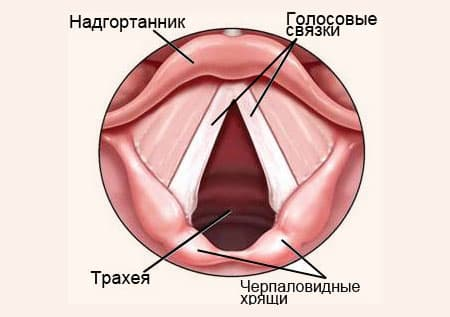 Надгортанник
Голосовые
связки
Трахея
Черпаловидные
хрящи